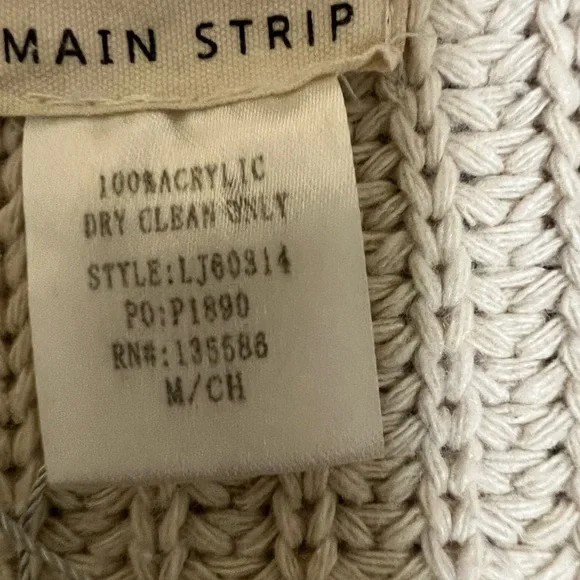 MAIN STRIP
100%ACRYLIC
DRY CLEAN ONLY
STYLE:LJ60314
PO:P1890
RN#:135586
M/CH